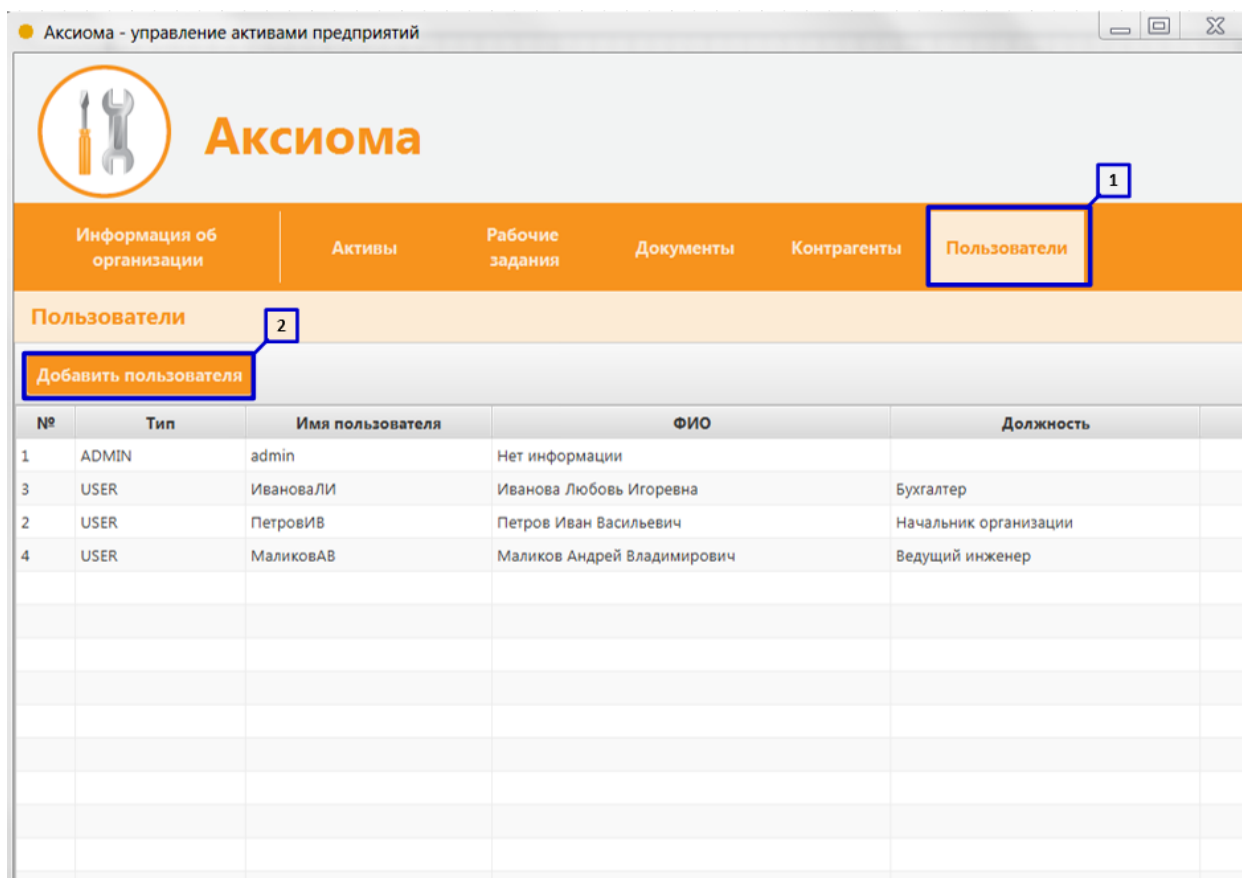 Аксиома - управление активами предприятий
Аксиома
1
Информация об
организации
Активы
Рабочие
задания
Документы
Контрагенты
Пользователи
Пользователи
2
Добавить пользователя
№ Тип Имя пользователя ФИО Должность
1 ADMIN admin Нет информации
3 USER ИвановаЛИ Иванова Любовь Игоревна Бухгалтер
2 USER ПетровИВ Петров Иван Васильевич Начальник организации
4 USER МаликовАВ Маликов Андрей Владимирович Ведущий инженер